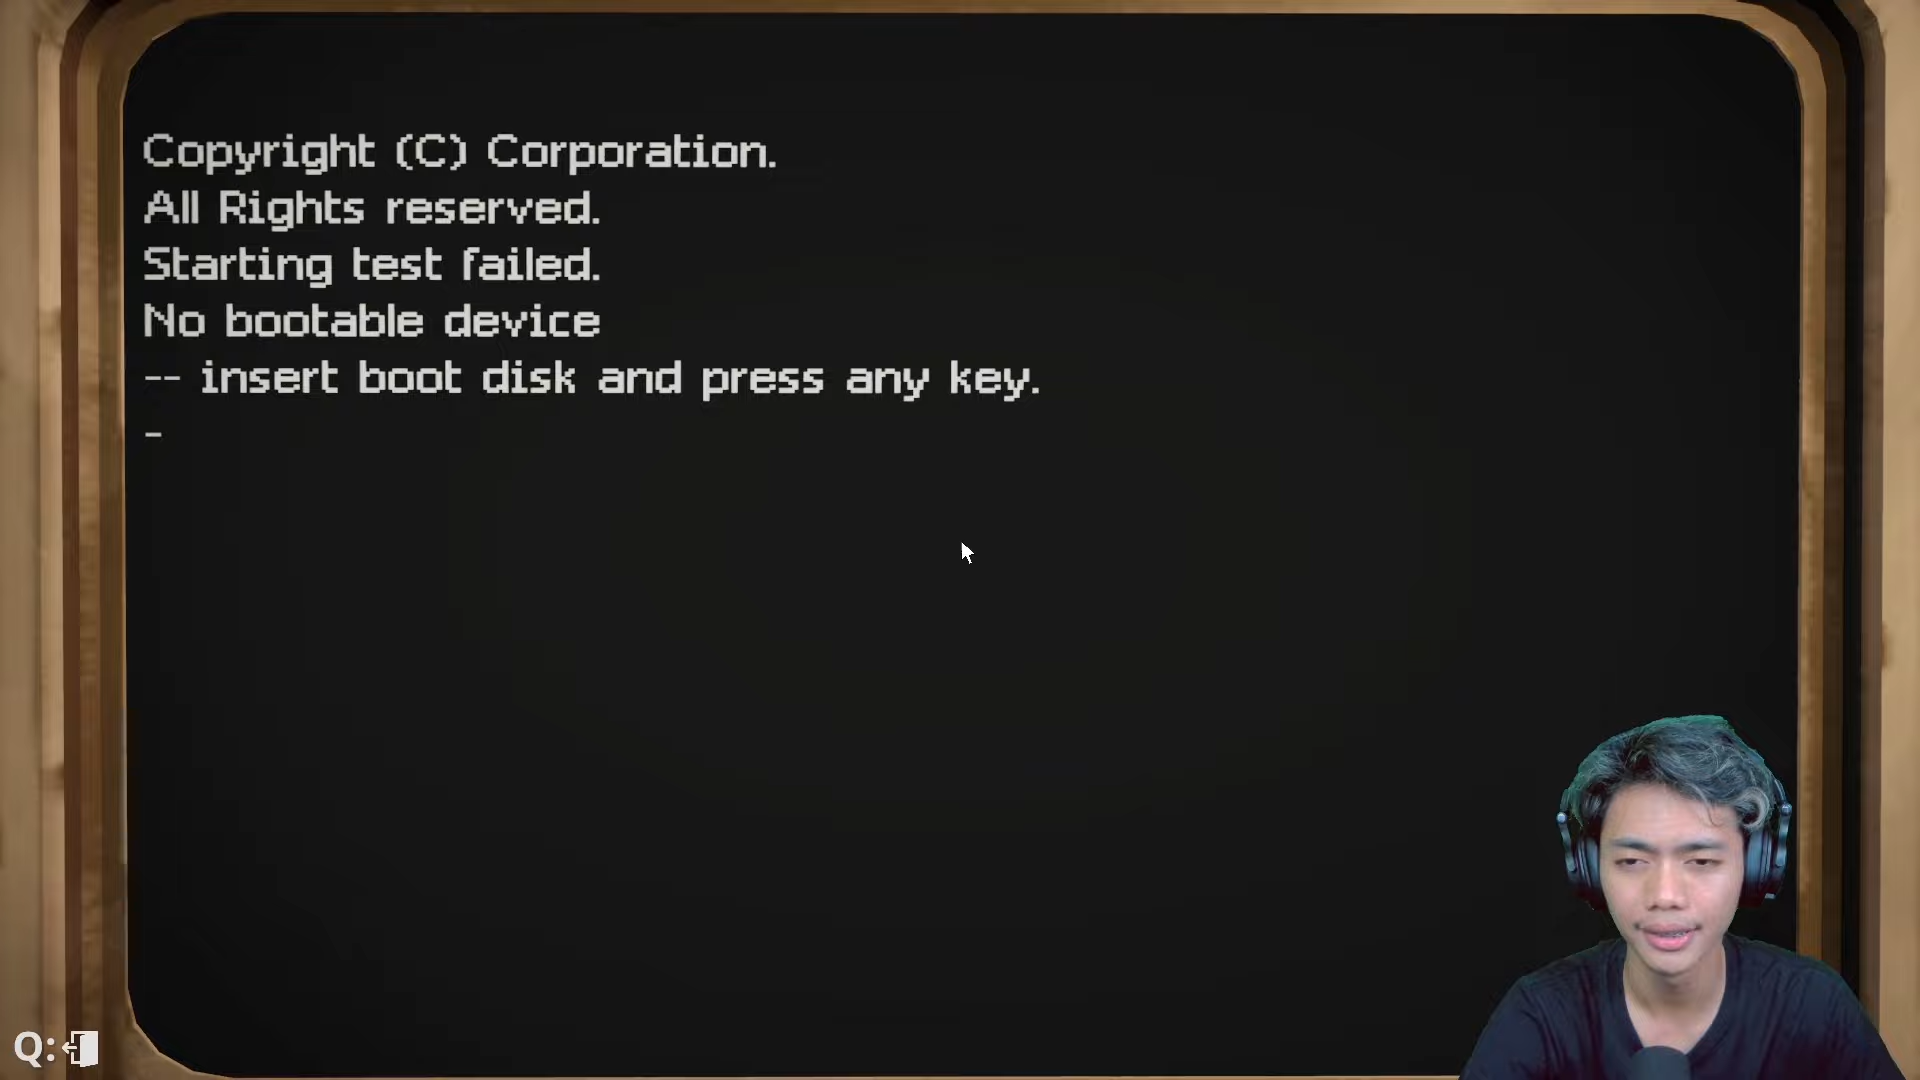 Copyright (C) Corporation.
All Rights reserved.
Starting test failed.
No bootable device
-- insert boot disk and press any key.
-
Q: